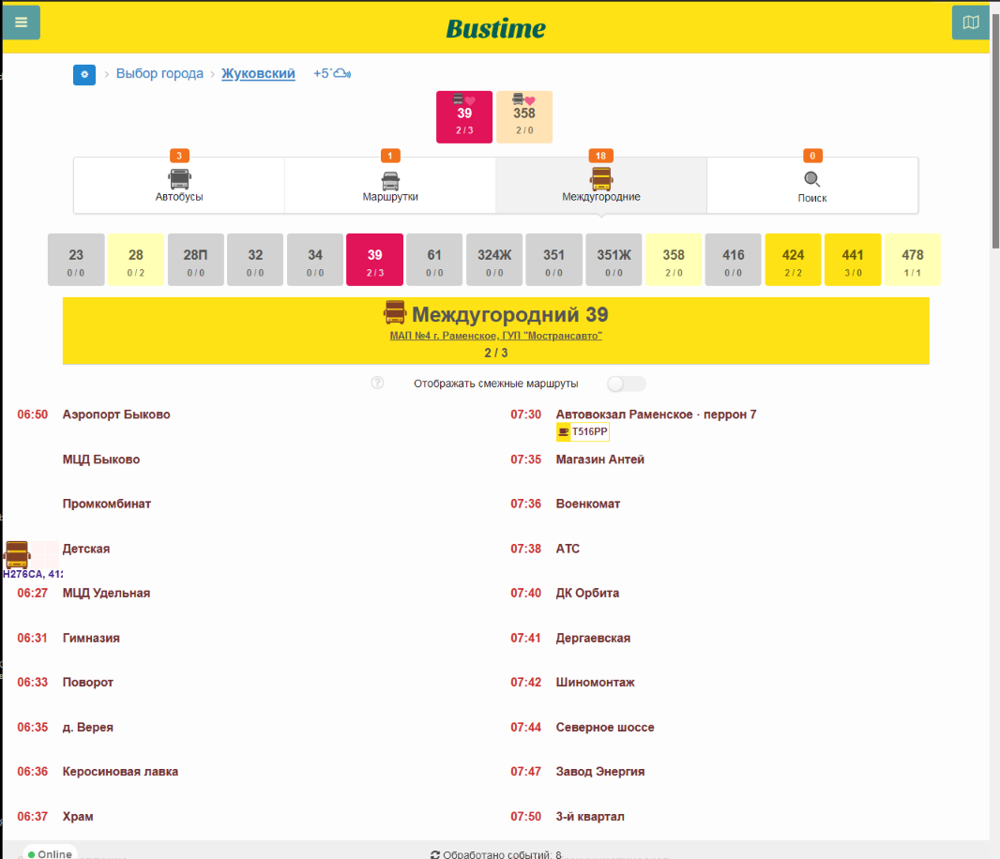 Bustime
Выбор города › Жуковский +5°
39 358
2 / 3 2 / 0
3 1 18 0
Автобусы Маршрутки Междугородние Поиск
23 28 28П 32 34 39 61 324Ж 351 351Ж 358 416 424 441 478
0 / 0 0 / 2 0 / 0 0 / 0 0 / 0 2 / 3 0 / 0 0 / 0 0 / 0 0 / 0 2 / 0 0 / 0 2 / 2 3 / 0 1 / 1
Междугородний 39
МАП №4 г. Раменское, ГУП "Мострансавто"
2 / 3
? Отображать смежные маршруты
06:50 Аэропорт Быково
МЦД Быково
Промкомбинат
Детская
H276CA, 412
06:27 МЦД Удельная
06:31 Гимназия
06:33 Поворот
06:35 д. Верея
06:36 Керосиновая лавка
06:37 Храм
07:30 Автовокзал Раменское · перрон 7
T516PP
07:35 Магазин Антей
07:36 Военкомат
07:38 АТС
07:40 ДК Орбита
07:41 Дергаевская
07:42 Шиномонтаж
07:44 Северное шоссе
07:47 Завод Энергия
07:50 3-й квартал
Online
Обработано событий: 8